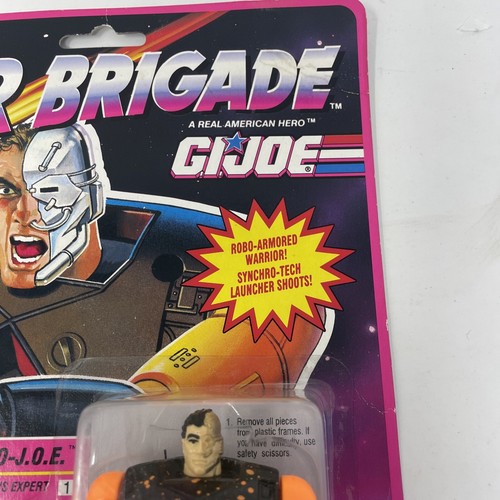 R BRIGADE™
A REAL AMERICAN HERO™
G.I.JOE®
ROBO-ARMORED
WARRIOR!
SYNCHRO-TECH
LAUNCHER SHOOTS!
O-J.O.E.™
'S EXPERT 1
1. Remove all pieces
from plastic frames. If
you have difficulty, use
safety scissors.